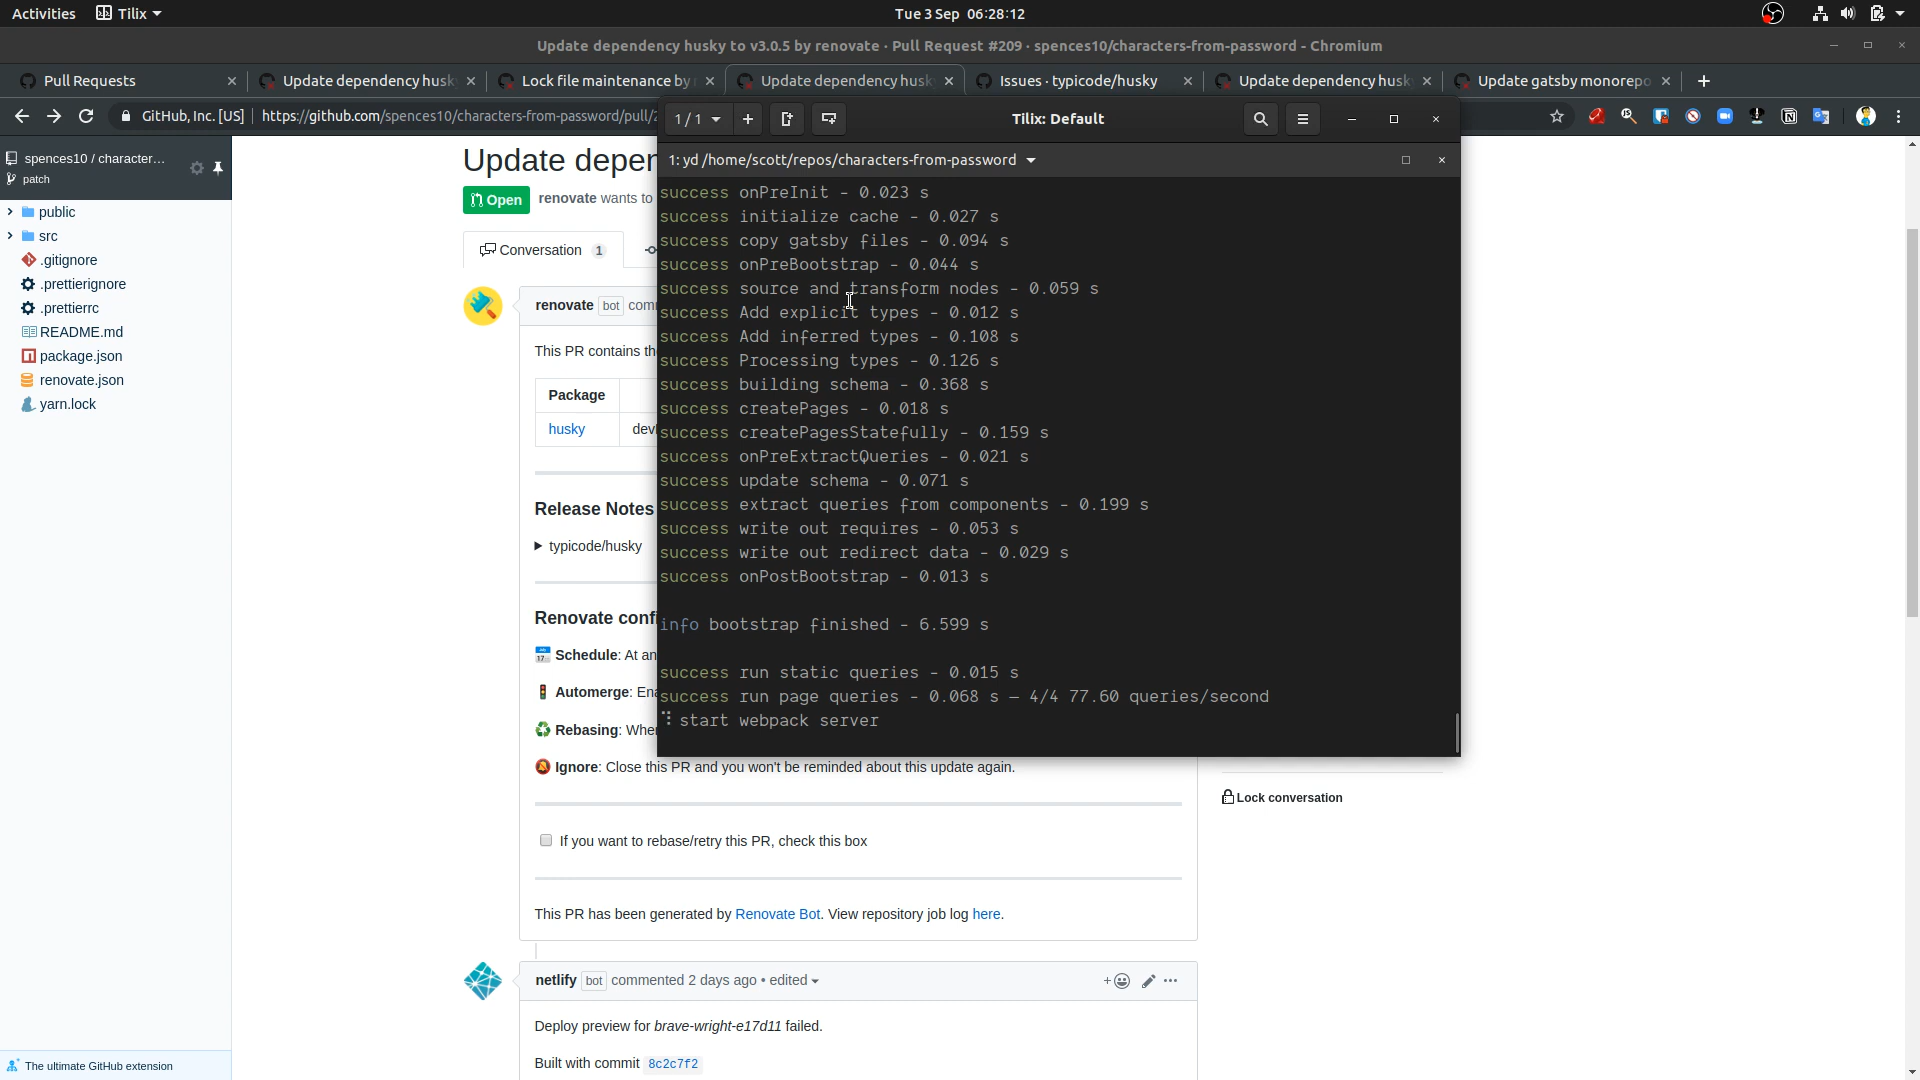 Activities
Tilix
Tue 3 Sep 06:28:12
Update dependency husky to v3.0.5 by renovate · Pull Request #209 · spences10/characters-from-password - Chromium
Pull Requests
Update dependency husk
Lock file maintenance by
Update dependency husk
Issues · typicode/husky
Update dependency husk
Update gatsby monorepo
GitHub, Inc. [US]
https://github.com/spences10/characters-from-password/pull/2
1 / 1
Tilix: Default
1: yd /home/scott/repos/characters-from-password
spences10 / character...
patch
public
src
.gitignore
.prettierignore
.prettierrc
README.md
package.json
renovate.json
yarn.lock
The ultimate GitHub extension
Update depen
Open
renovate wants to
Conversation 1
renovate bot com
This PR contains th
Package
husky
dev
Release Notes
typicode/husky
Renovate conf
Schedule: At an
Automerge: Ena
Rebasing: Whe
Ignore: Close this PR and you won't be reminded about this update again.
If you want to rebase/retry this PR, check this box
This PR has been generated by Renovate Bot. View repository job log here.
netlify bot commented 2 days ago • edited
Deploy preview for brave-wright-e17d11 failed.
Built with commit 8c2c7f2
Lock conversation
success onPreInit - 0.023 s
success initialize cache - 0.027 s
success copy gatsby files - 0.094 s
success onPreBootstrap - 0.044 s
success source and transform nodes - 0.059 s
success Add explicit types - 0.012 s
success Add inferred types - 0.108 s
success Processing types - 0.126 s
success building schema - 0.368 s
success createPages - 0.018 s
success createPagesStatefully - 0.159 s
success onPreExtractQueries - 0.021 s
success update schema - 0.071 s
success extract queries from components - 0.199 s
success write out requires - 0.053 s
success write out redirect data - 0.029 s
success onPostBootstrap - 0.013 s
info bootstrap finished - 6.599 s
success run static queries - 0.015 s
success run page queries - 0.068 s — 4/4 77.60 queries/second
start webpack server